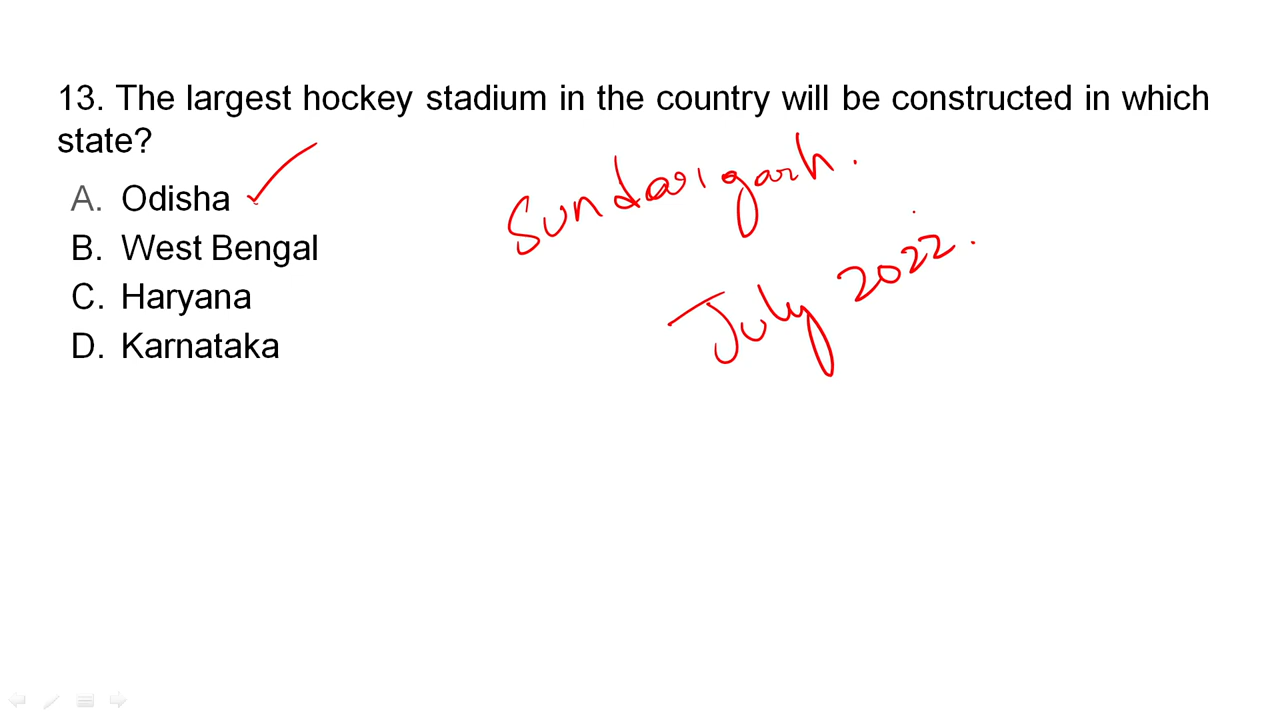 13. The largest hockey stadium in the country will be constructed in which
state?
A. Odisha
B. West Bengal
C. Haryana
D. Karnataka
Sundarigarh.
July 2022.